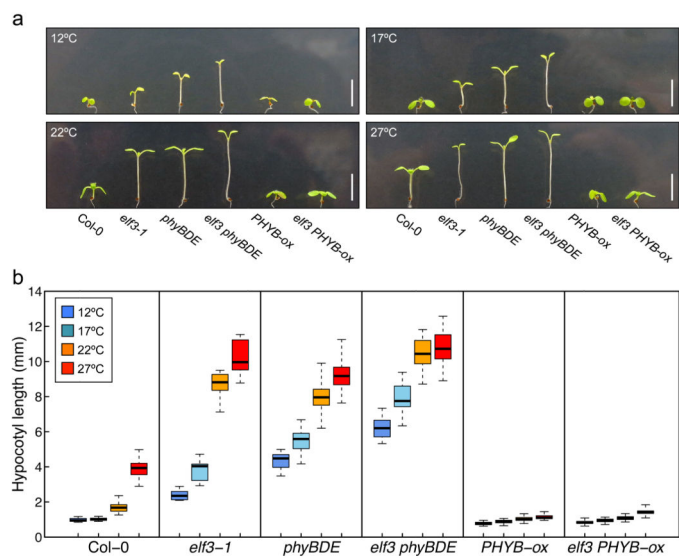 a
12ºC
17ºC
22ºC
27ºC
Col-0
elf3-1
phyBDE
elf3 phyBDE
PHYB-ox
elf3 PHYB-ox
Col-0
elf3-1
phyBDE
elf3 phyBDE
PHYB-ox
elf3 PHYB-ox
b
Hypocotyl length (mm)
14
12
10
8
6
4
2
0
12ºC
17ºC
22ºC
27ºC
Col–0
elf3–1
phyBDE
elf3 phyBDE
PHYB–ox
elf3 PHYB–ox